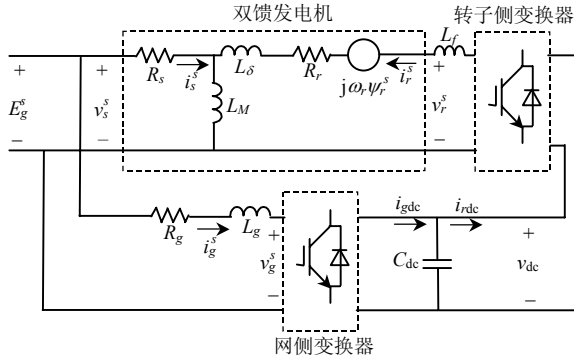 双馈发电机
转子侧变换器
L_f
+
+
R_s
i_s^s
L_δ
R_r
jω_rψ_r^s
i_r^s
+
E_g^s
v_s^s
L_M
v_r^s
−
−
−
R_g
i_g^s
L_g
+
v_g^s
−
i_gdc
i_rdc
C_dc
+
v_dc
−
网侧变换器